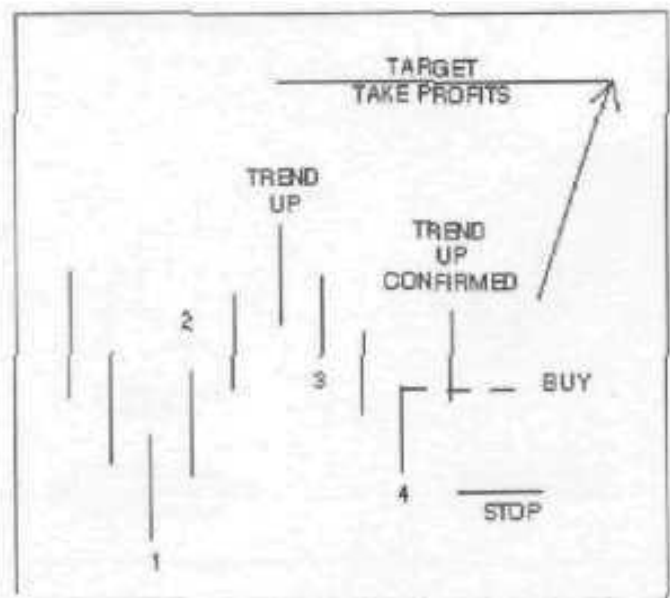 TARGET
TAKE PROFITS
TREND
UP
TREND
UP
CONFIRMED
2
3
BUY
4
STOP
1